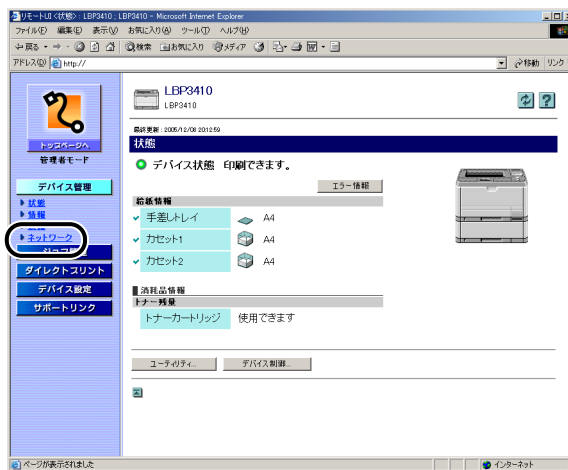 リモートUI <状態> : LBP3410 ; LBP3410 - Microsoft Internet Explorer
ファイル(F) 編集(E) 表示(V) お気に入り(A) ツール(T) ヘルプ(H)
戻る 検索 お気に入り メディア
アドレス(D) http:// 移動 リンク
トップページへ
管理者モード
デバイス管理
状態
情報
ネットワーク
ダイレクトプリント
デバイス設定
サポートリンク
LBP3410
LBP3410
最終更新 : 2005/12/08 20:12:59
状態
デバイス状態 印刷できます。
エラー情報
給紙情報
手差しトレイ A4
カセット1 A4
カセット2 A4
消耗品情報
トナー残量
トナーカートリッジ 使用できます
ユーティリティ... デバイス制御...
ページが表示されました インターネット